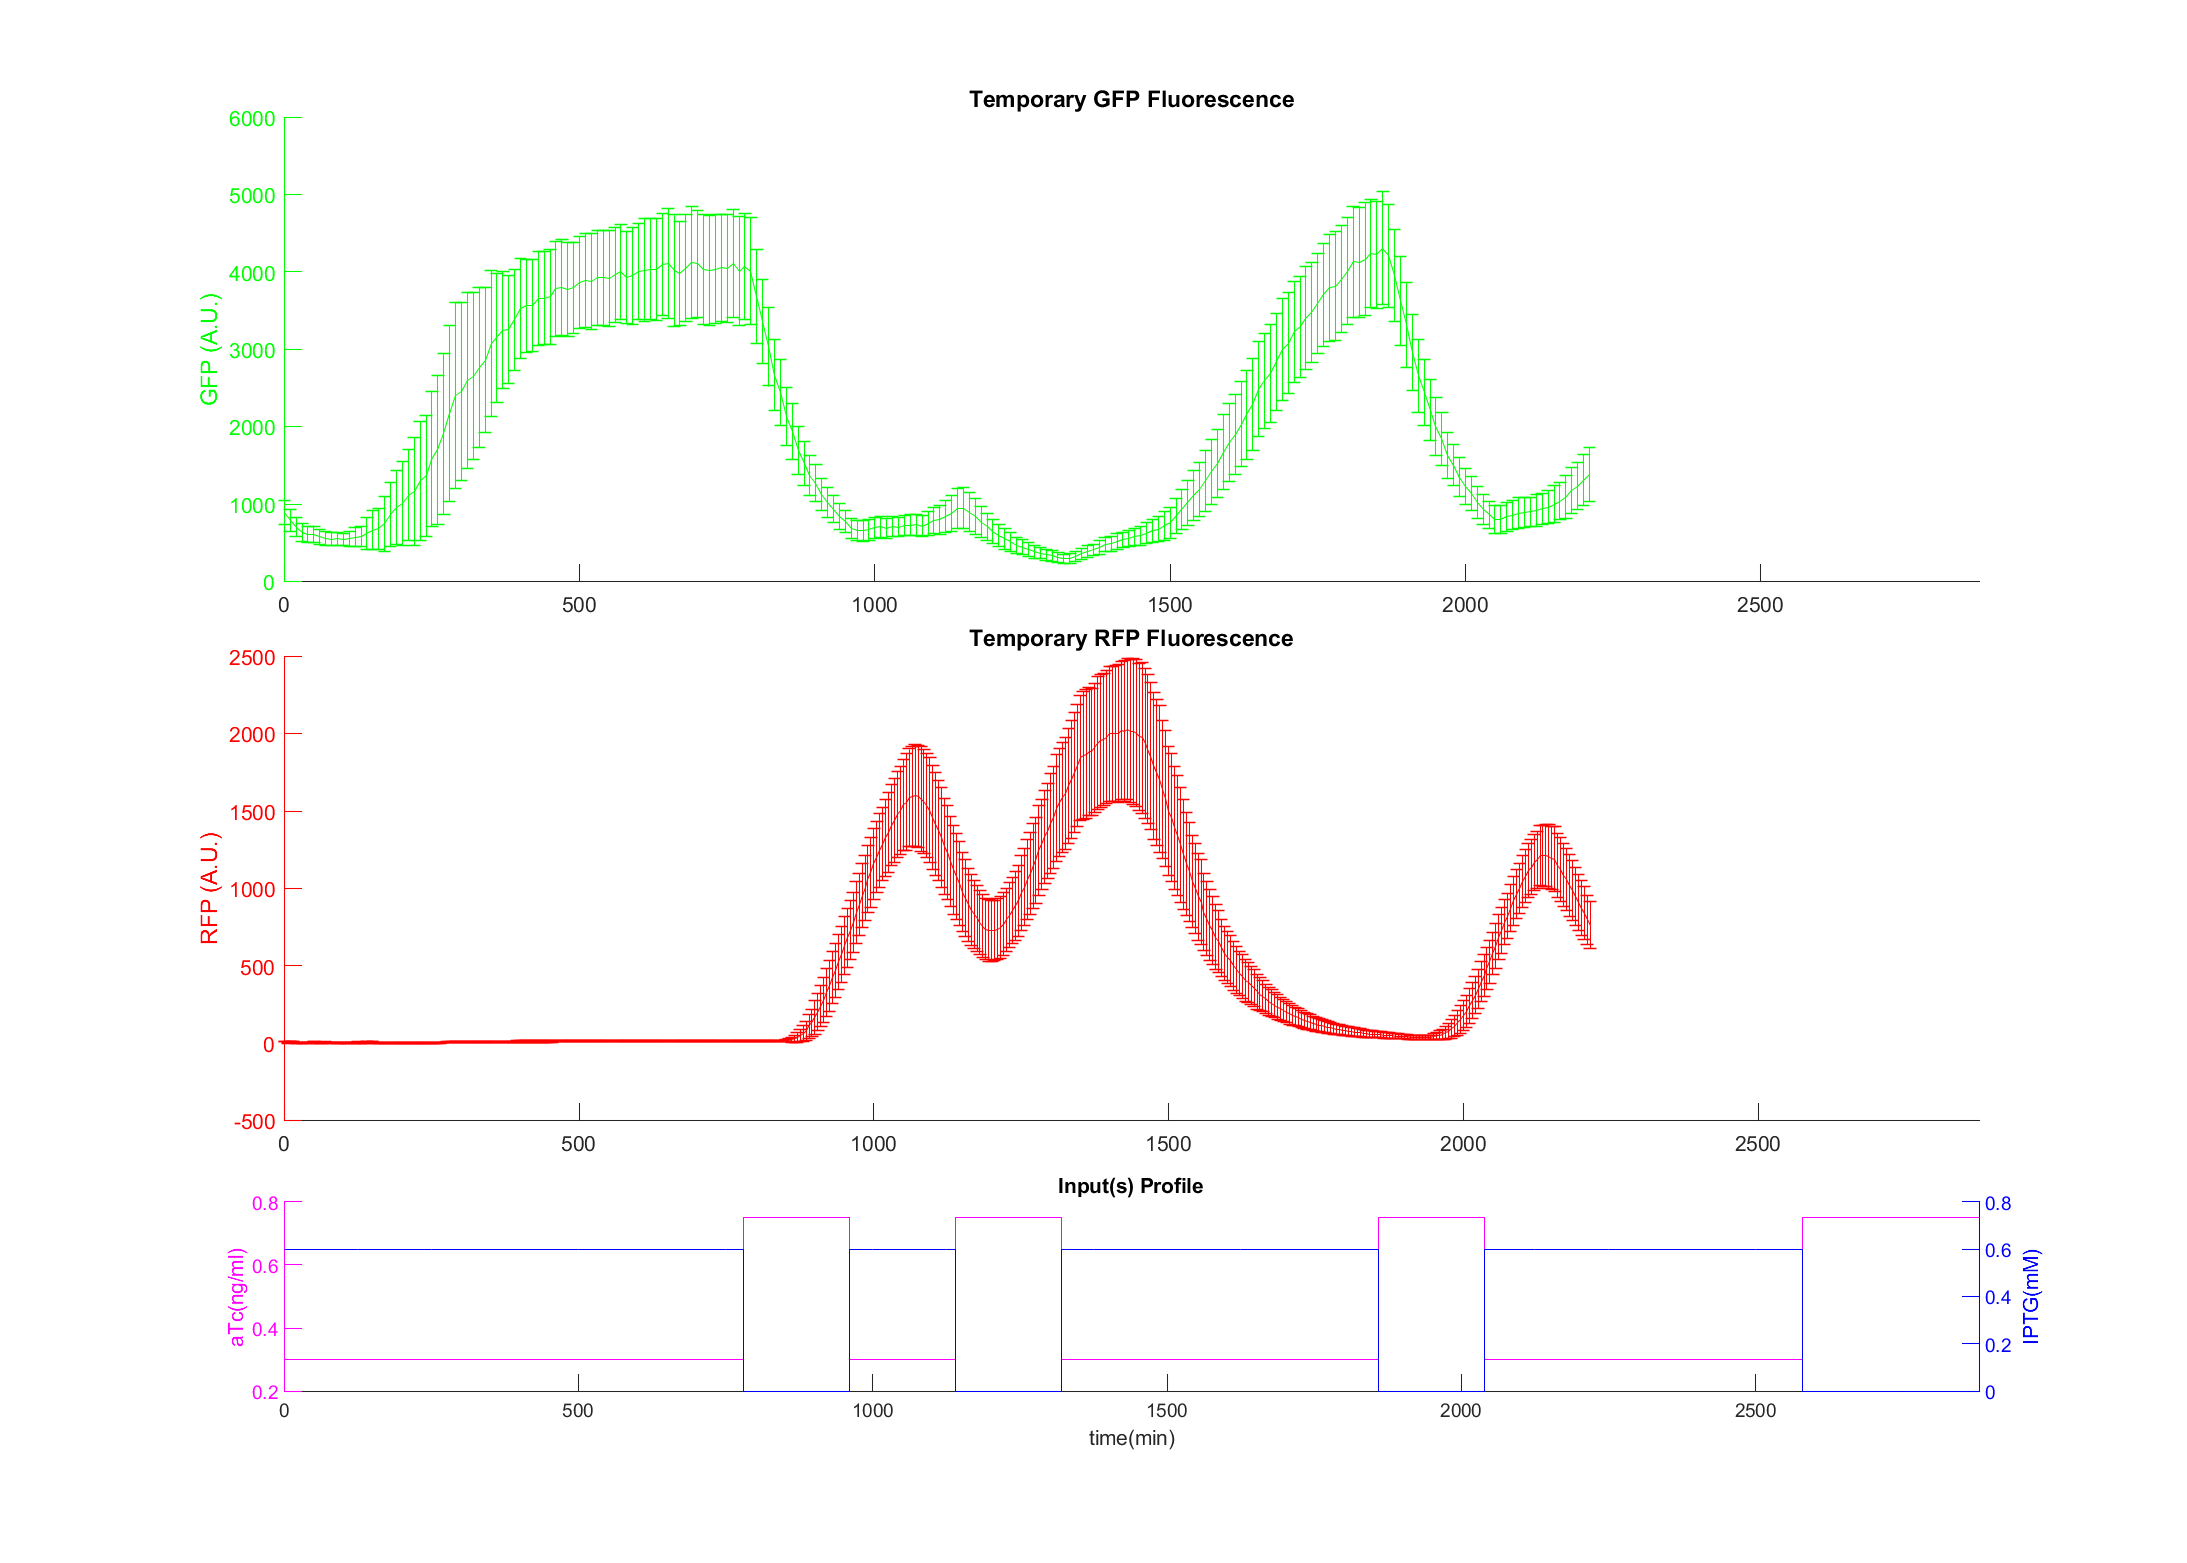 Temporary GFP Fluorescence
6000
5000
4000
3000
2000
1000
0
GFP (A.U.)
0 500 1000 1500 2000 2500
Temporary RFP Fluorescence
2500
2000
1500
1000
500
0
-500
RFP (A.U.)
0 500 1000 1500 2000 2500
Input(s) Profile
0.8
0.6
0.4
0.2
aTc(ng/ml)
0.8
0.6
0.4
0.2
0
IPTG(mM)
0 500 1000 1500 2000 2500
time(min)